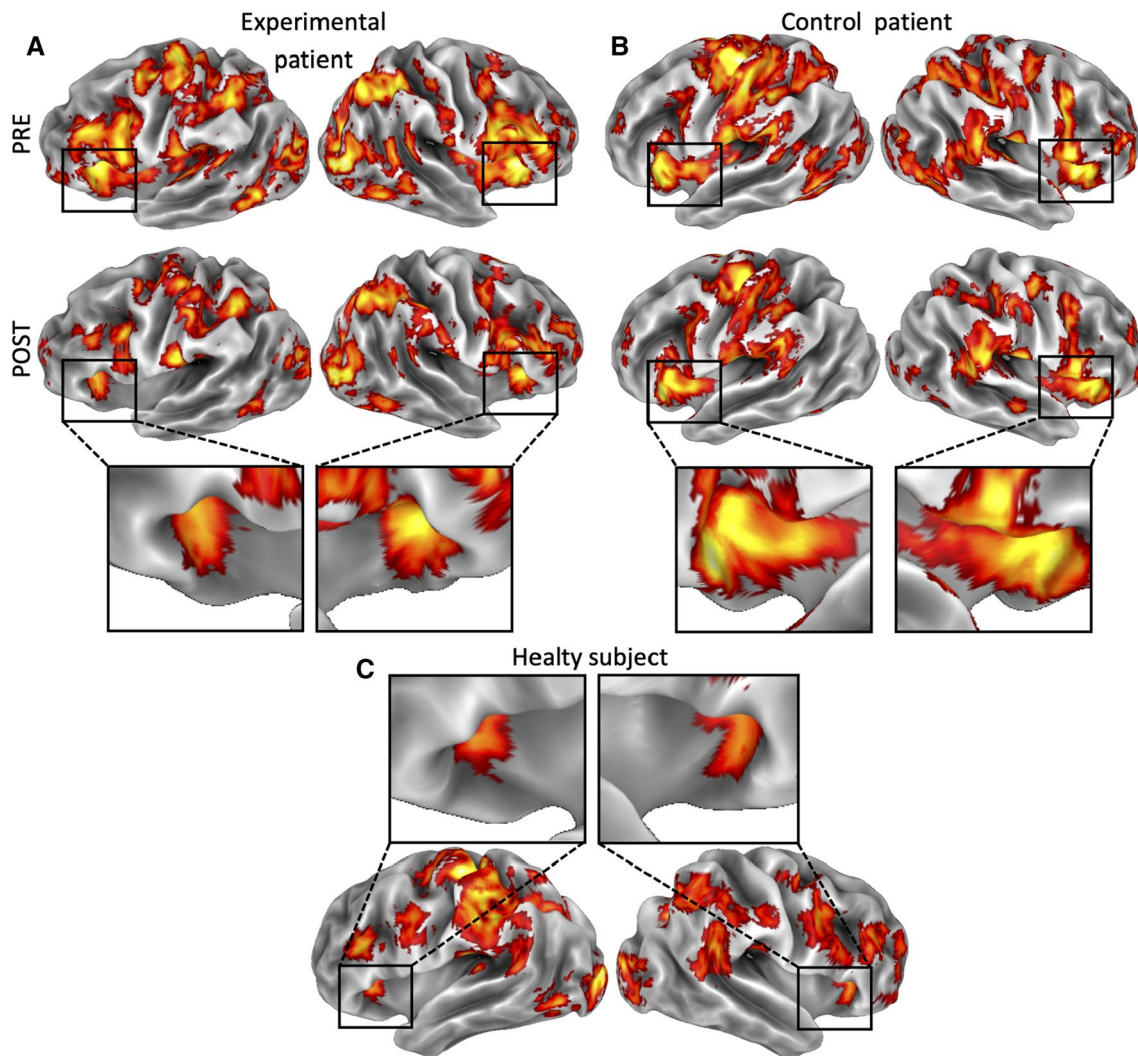 A
Experimental
patient
B
Control patient
PRE
POST
C
Healty subject